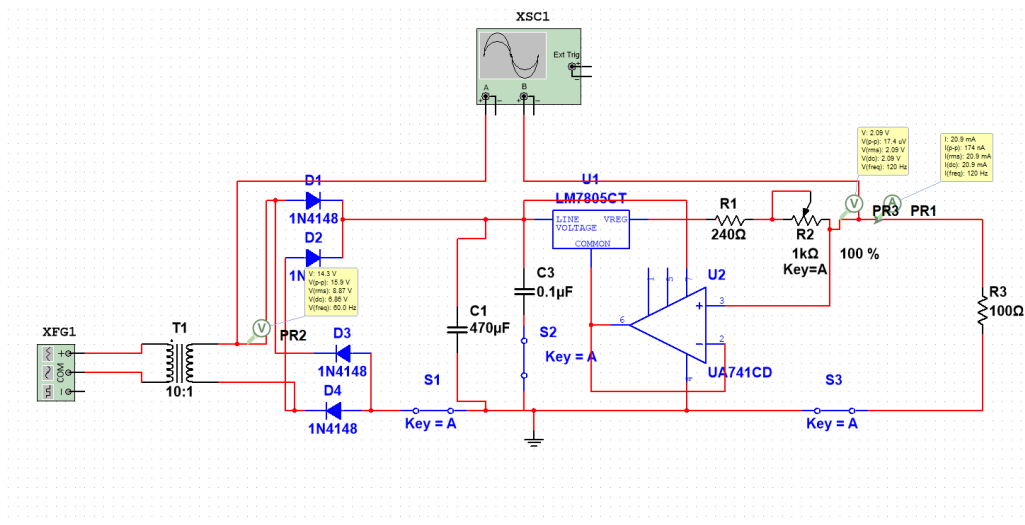 XSC1
Ext Trig
+
-
A
B
+ - + -
V: 2.09 V
V(p-p): 17.4 uV
V(rms): 2.09 V
V(dc): 2.09 V
V(freq): 120 Hz
I: 20.9 mA
I(p-p): 174 nA
I(rms): 20.9 mA
I(dc): 20.9 mA
I(freq): 120 Hz
D1
1N4148
U1
LM7805CT
LINE VREG
VOLTAGE
COMMON
R1
240Ω
R2
1kΩ
Key=A
100 %
V
A
PR3
PR1
D2
1N
V: 14.3 V
V(p-p): 15.9 V
V(rms): 8.87 V
V(dc): 6.86 V
V(freq): 60.0 Hz
V
PR2
C3
0.1µF
U2
1
5
7
3
+
6
2
-
4
UA741CD
R3
100Ω
C1
470µF
S2
Key = A
XFG1
+
COM
-
T1
10:1
D3
1N4148
D4
1N4148
S1
Key = A
S3
Key = A